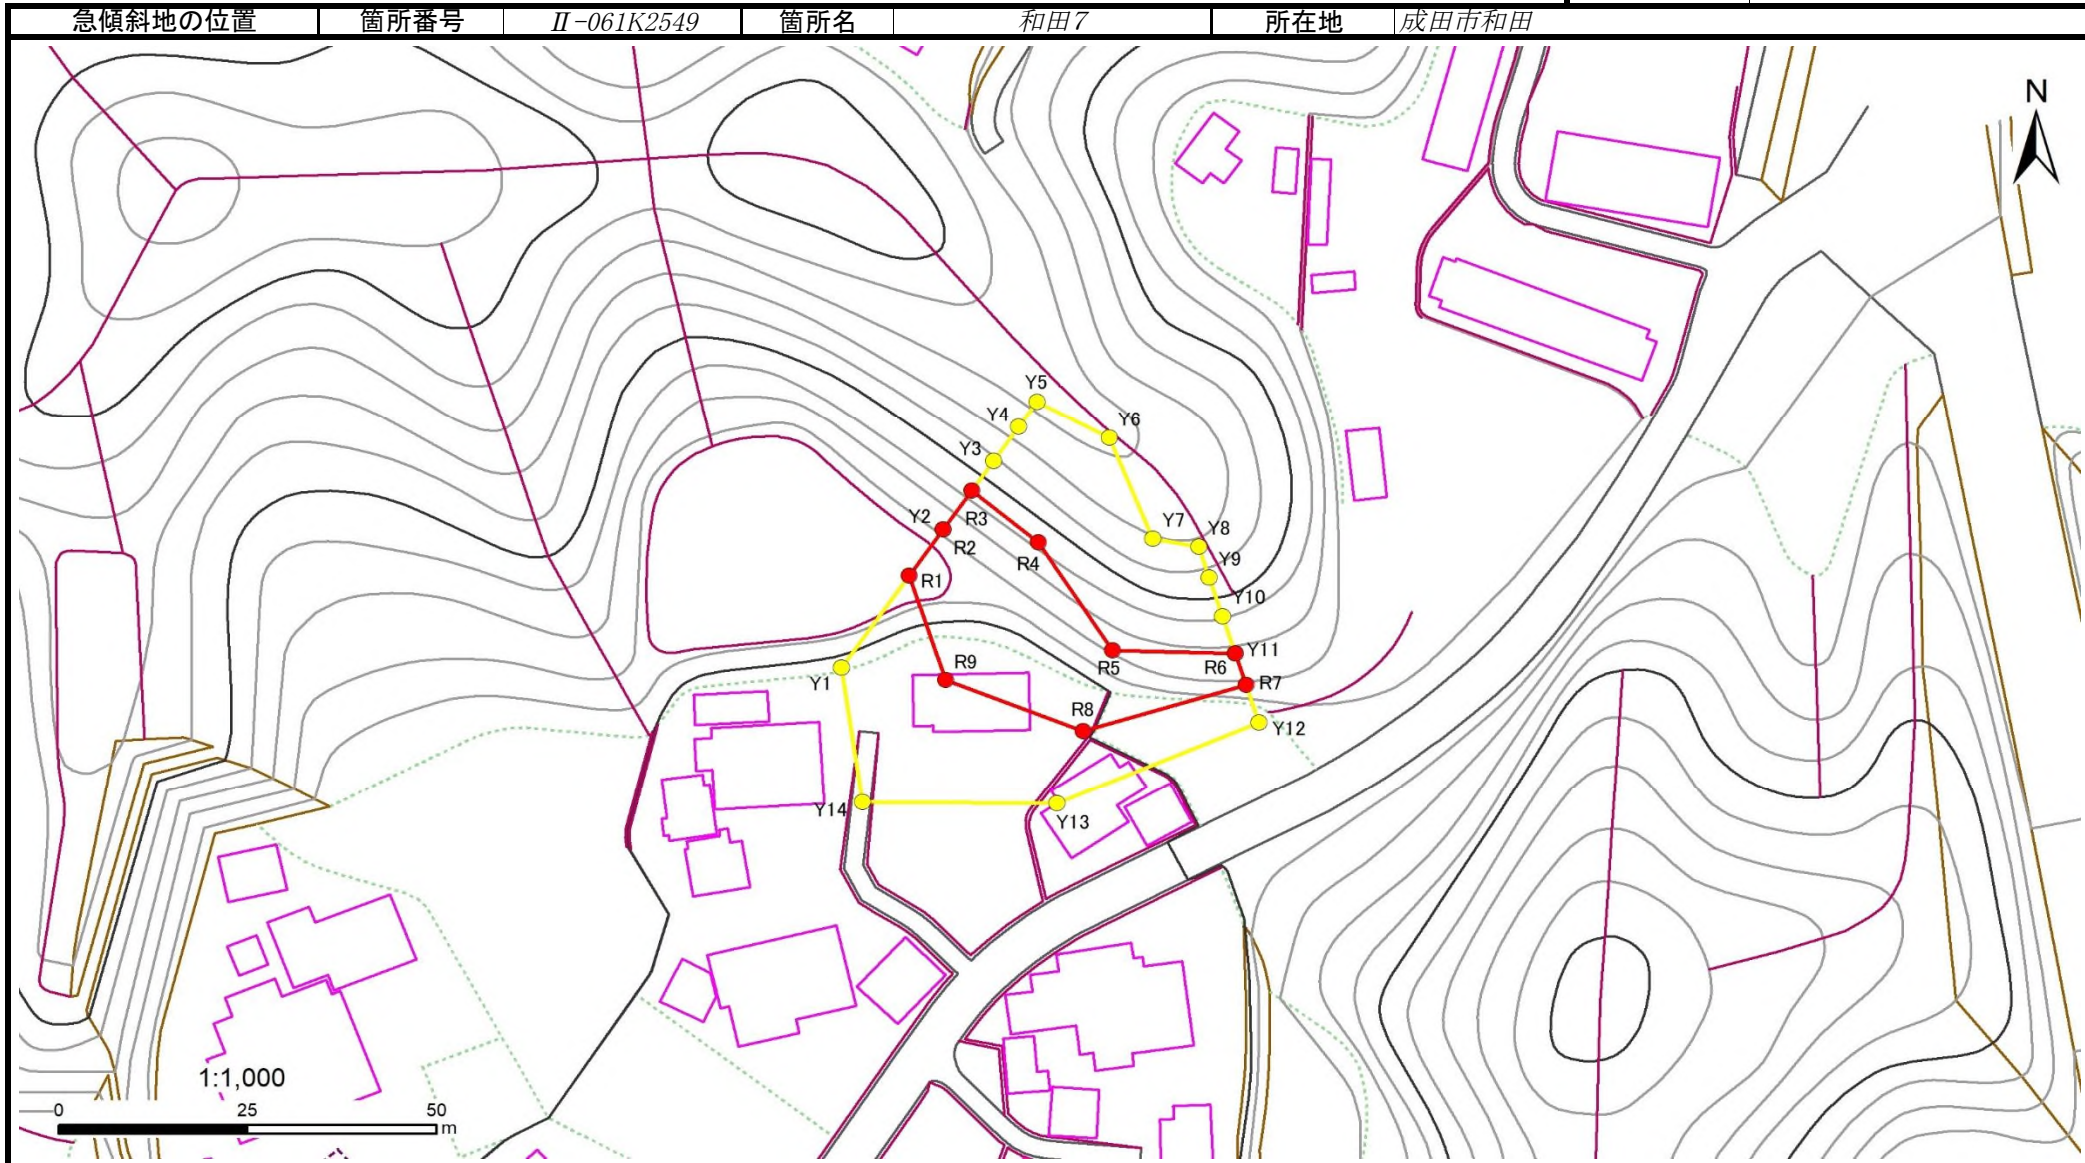 急傾斜地の位置 箇所番号 Ⅱ-061K2549 箇所名 和田7 所在地 成田市和田
N
Y5
Y4
Y6
Y3
Y2
R3
Y7
Y8
R2
R4
Y9
R1
Y10
Y11
R5
R6
R9
Y1
R7
R8
Y12
Y14
Y13
1:1,000
0 25 50
m